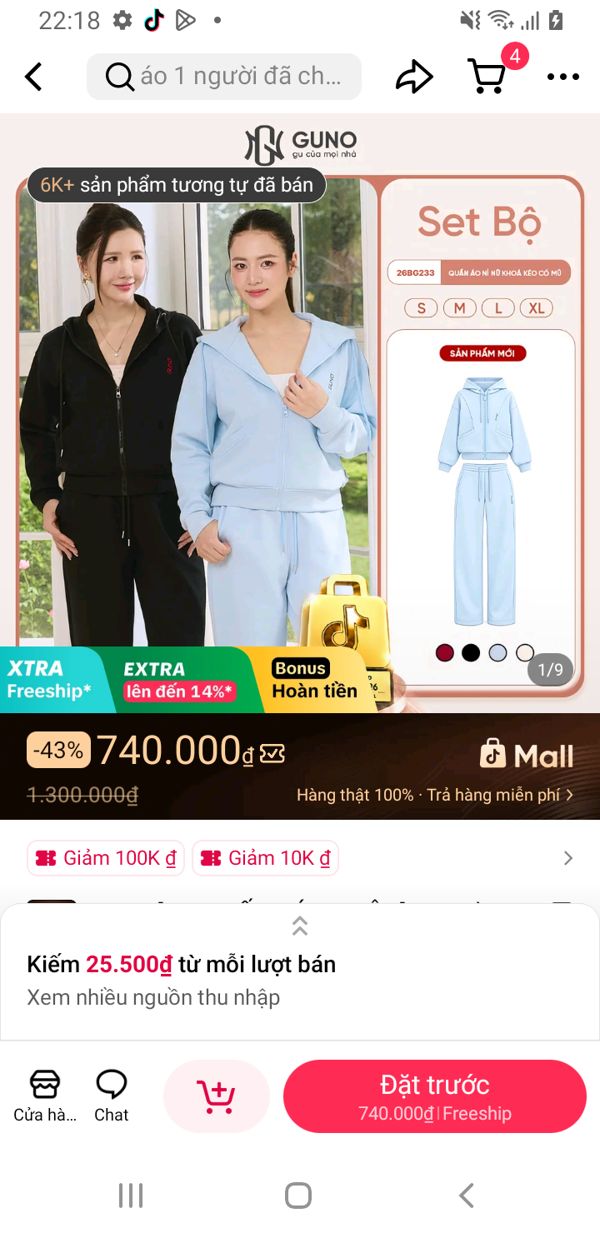 22:18
áo 1 người đã ch...
4
GUNO
gu của mọi nhà
6K+ sản phẩm tương tự đã bán
Set Bộ
26BG233 QUẦN ÁO NỈ NỮ KHOÁ KÉO CÓ MŨ
S M L XL
SẢN PHẨM MỚI
XTRA
Freeship*
EXTRA
lên đến 14%*
Bonus
Hoàn tiền
1/9
-43% 740.000đ
Mall
1.300.000đ
Hàng thật 100% · Trả hàng miễn phí >
Giảm 100K đ
Giảm 10K đ
Kiếm 25.500đ từ mỗi lượt bán
Xem nhiều nguồn thu nhập
Cửa hà...
Chat
Đặt trước
740.000đ | Freeship